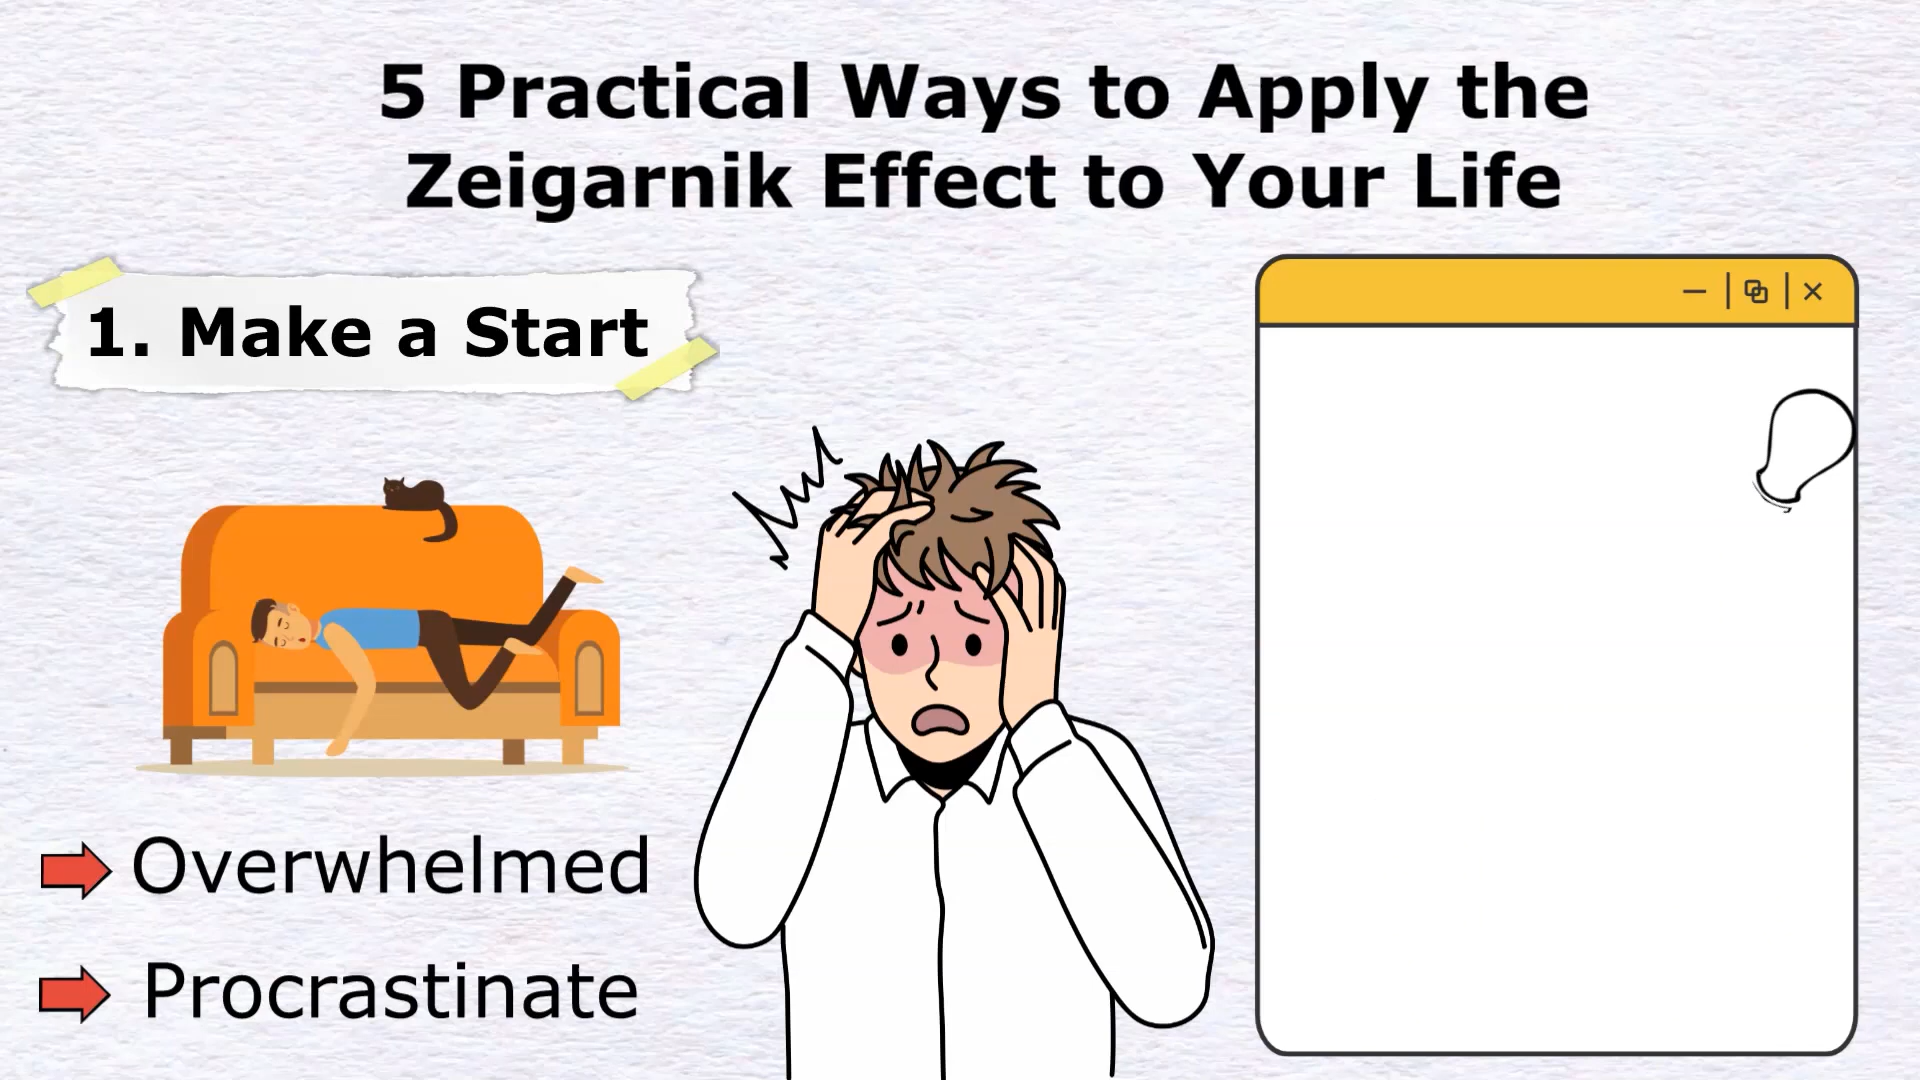 5 Practical Ways to Apply the
Zeigarnik Effect to Your Life
1. Make a Start
Overwhelmed
Procrastinate